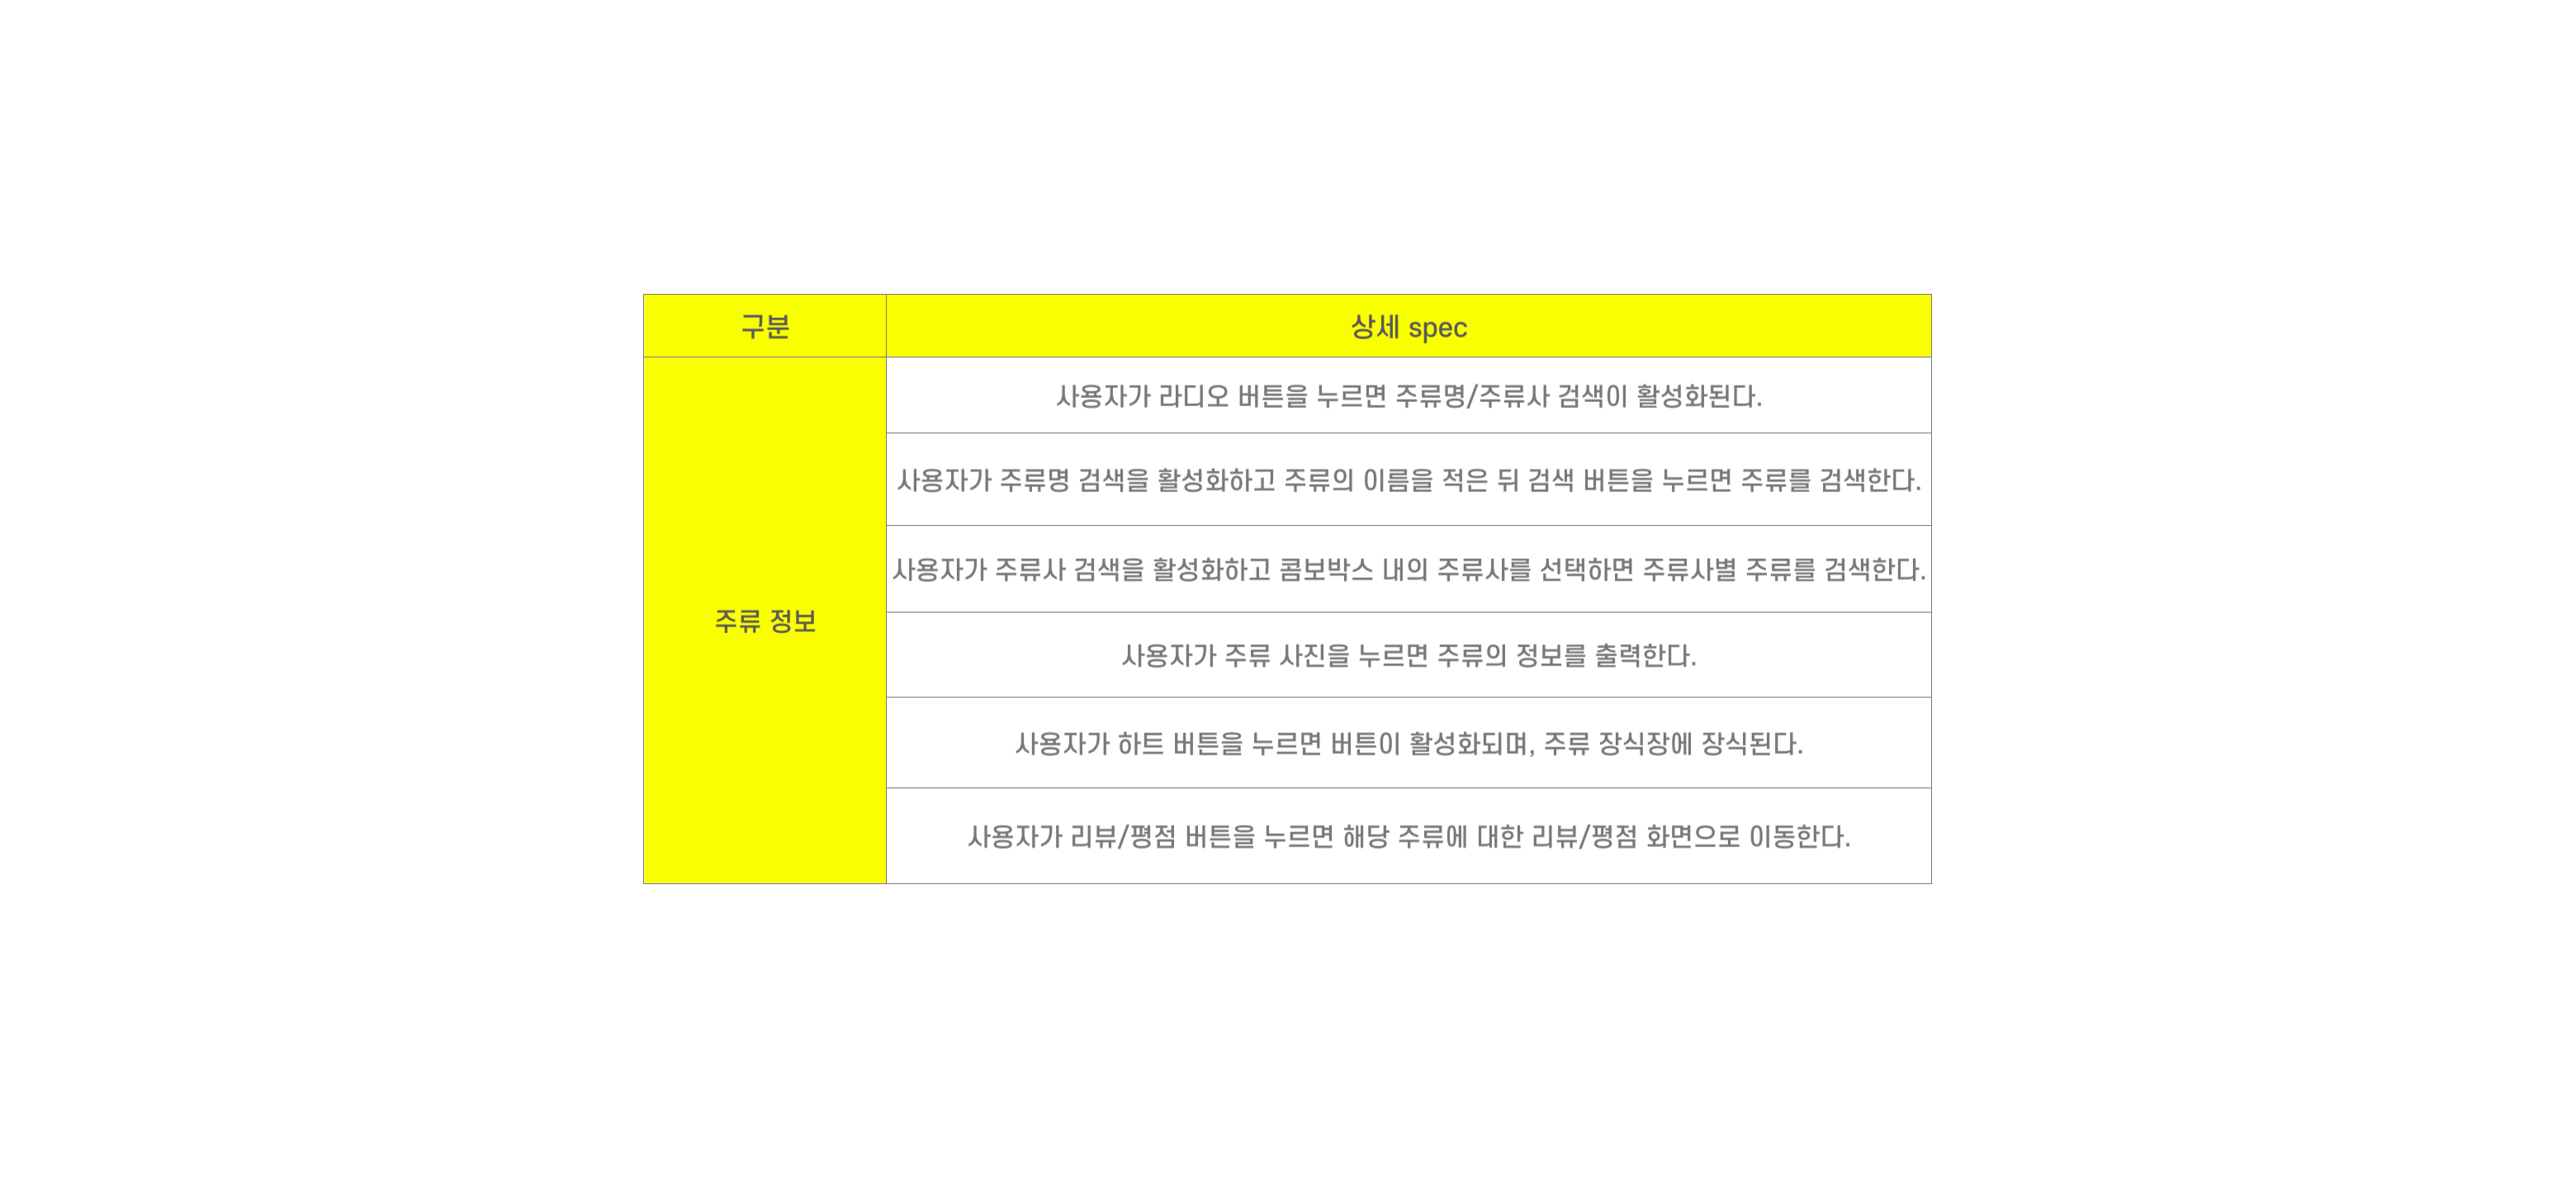 구분
상세 spec
주류 정보
사용자가 라디오 버튼을 누르면 주류명/주류사 검색이 활성화된다.
사용자가 주류명 검색을 활성화하고 주류의 이름을 적은 뒤 검색 버튼을 누르면 주류를 검색한다.
사용자가 주류사 검색을 활성화하고 콤보박스 내의 주류사를 선택하면 주류사별 주류를 검색한다.
사용자가 주류 사진을 누르면 주류의 정보를 출력한다.
사용자가 하트 버튼을 누르면 버튼이 활성화되며, 주류 장식장에 장식된다.
사용자가 리뷰/평점 버튼을 누르면 해당 주류에 대한 리뷰/평점 화면으로 이동한다.